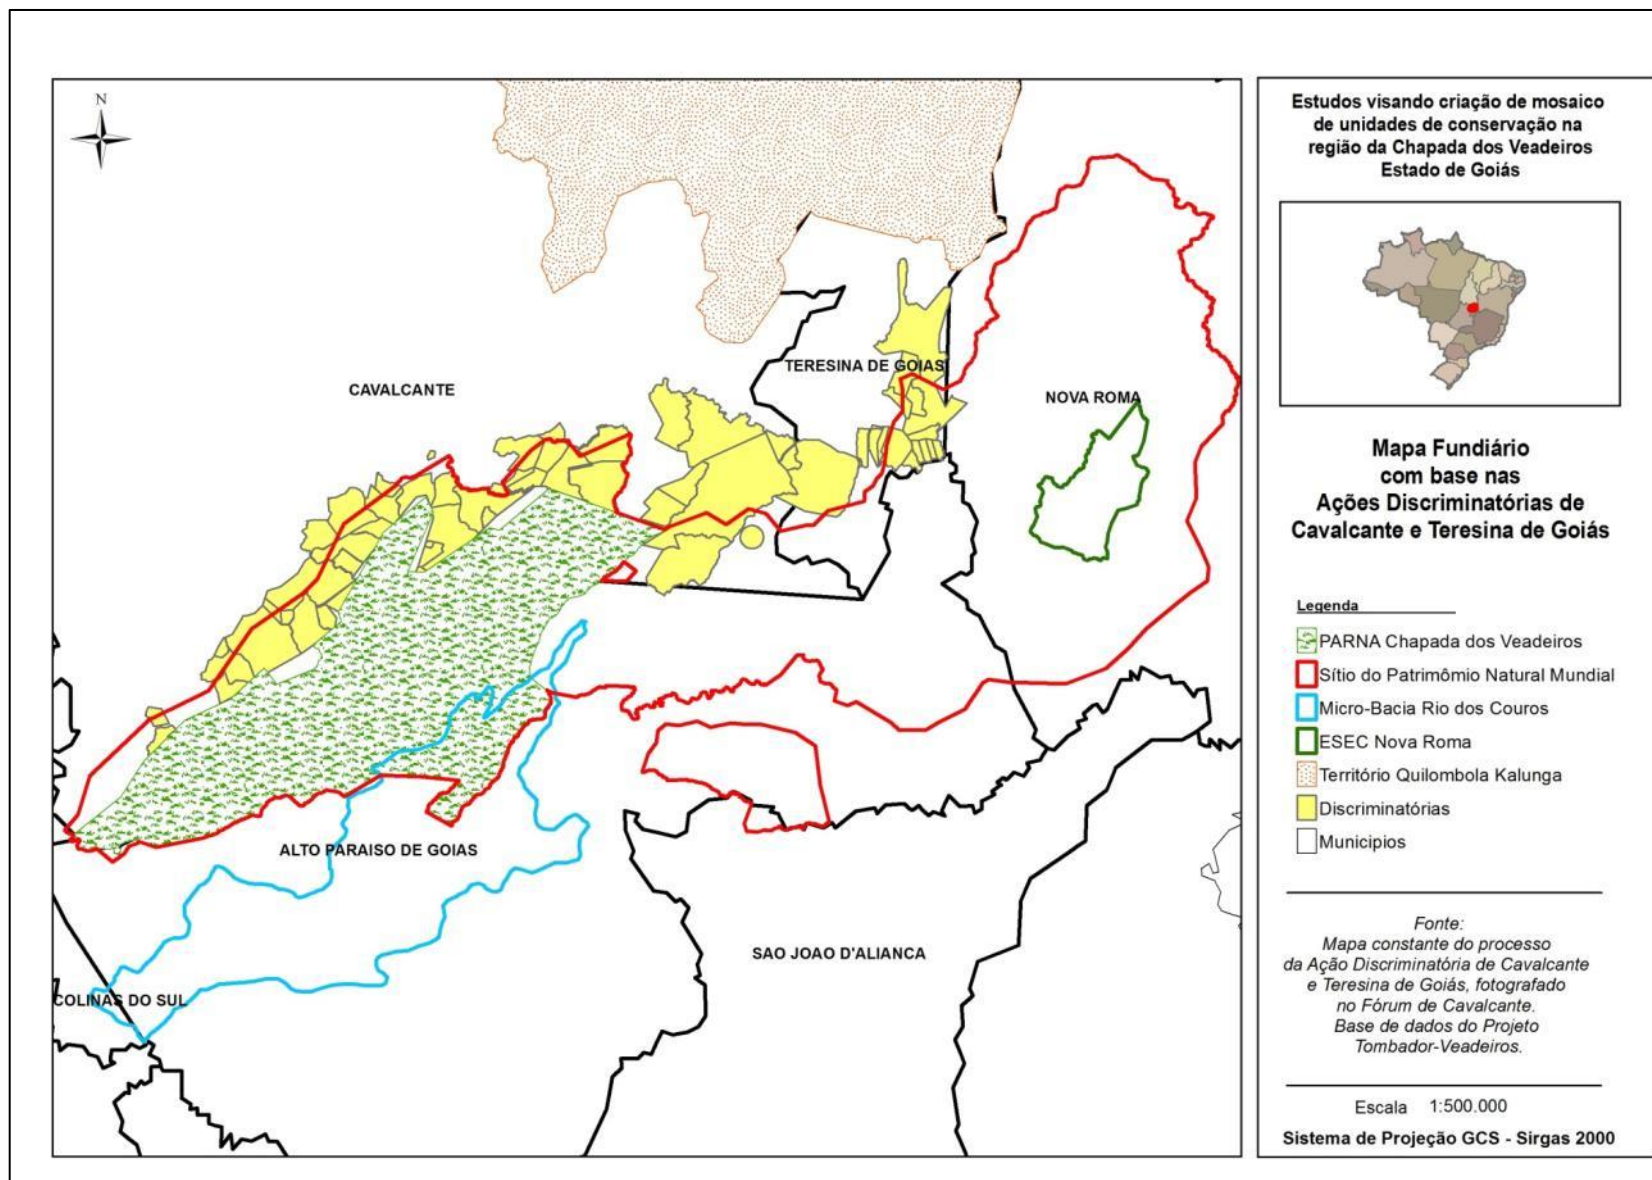 N
CAVALCANTE
TERESINA DE GOIAS
NOVA ROMA
ALTO PARAISO DE GOIAS
SAO JOAO D'ALIANCA
COLINAS DO SUL
Estudos visando criação de mosaico
de unidades de conservação na
região da Chapada dos Veadeiros
Estado de Goiás
Mapa Fundiário
com base nas
Ações Discriminatórias de
Cavalcante e Teresina de Goiás
Legenda
PARNA Chapada dos Veadeiros
Sítio do Patrimômio Natural Mundial
Micro-Bacia Rio dos Couros
ESEC Nova Roma
Território Quilombola Kalunga
Discriminatórias
Municipios
Fonte:
Mapa constante do processo
da Ação Discriminatória de Cavalcante
e Teresina de Goiás, fotografado
no Fórum de Cavalcante.
Base de dados do Projeto
Tombador-Veadeiros.
Escala 1:500.000
Sistema de Projeção GCS - Sirgas 2000